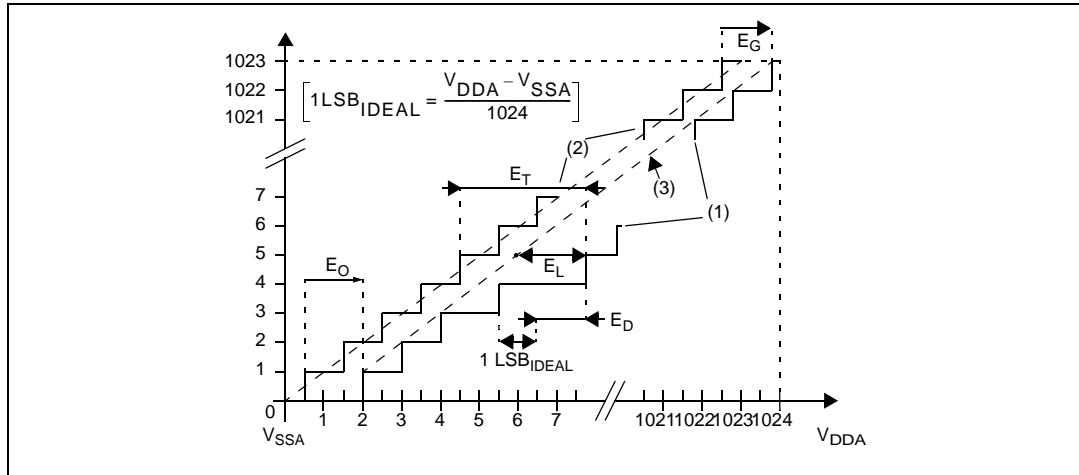 E_G
1023
1022
1021
[1LSB_IDEAL = (V_DDA − V_SSA) / 1024]
(2)
E_T
(3)
7
(1)
6
5
E_L
4
E_O
3
E_D
2
1 LSB_IDEAL
1
0
1 2 3 4 5 6 7 1021 1022 1023 1024
V_SSA
V_DDA